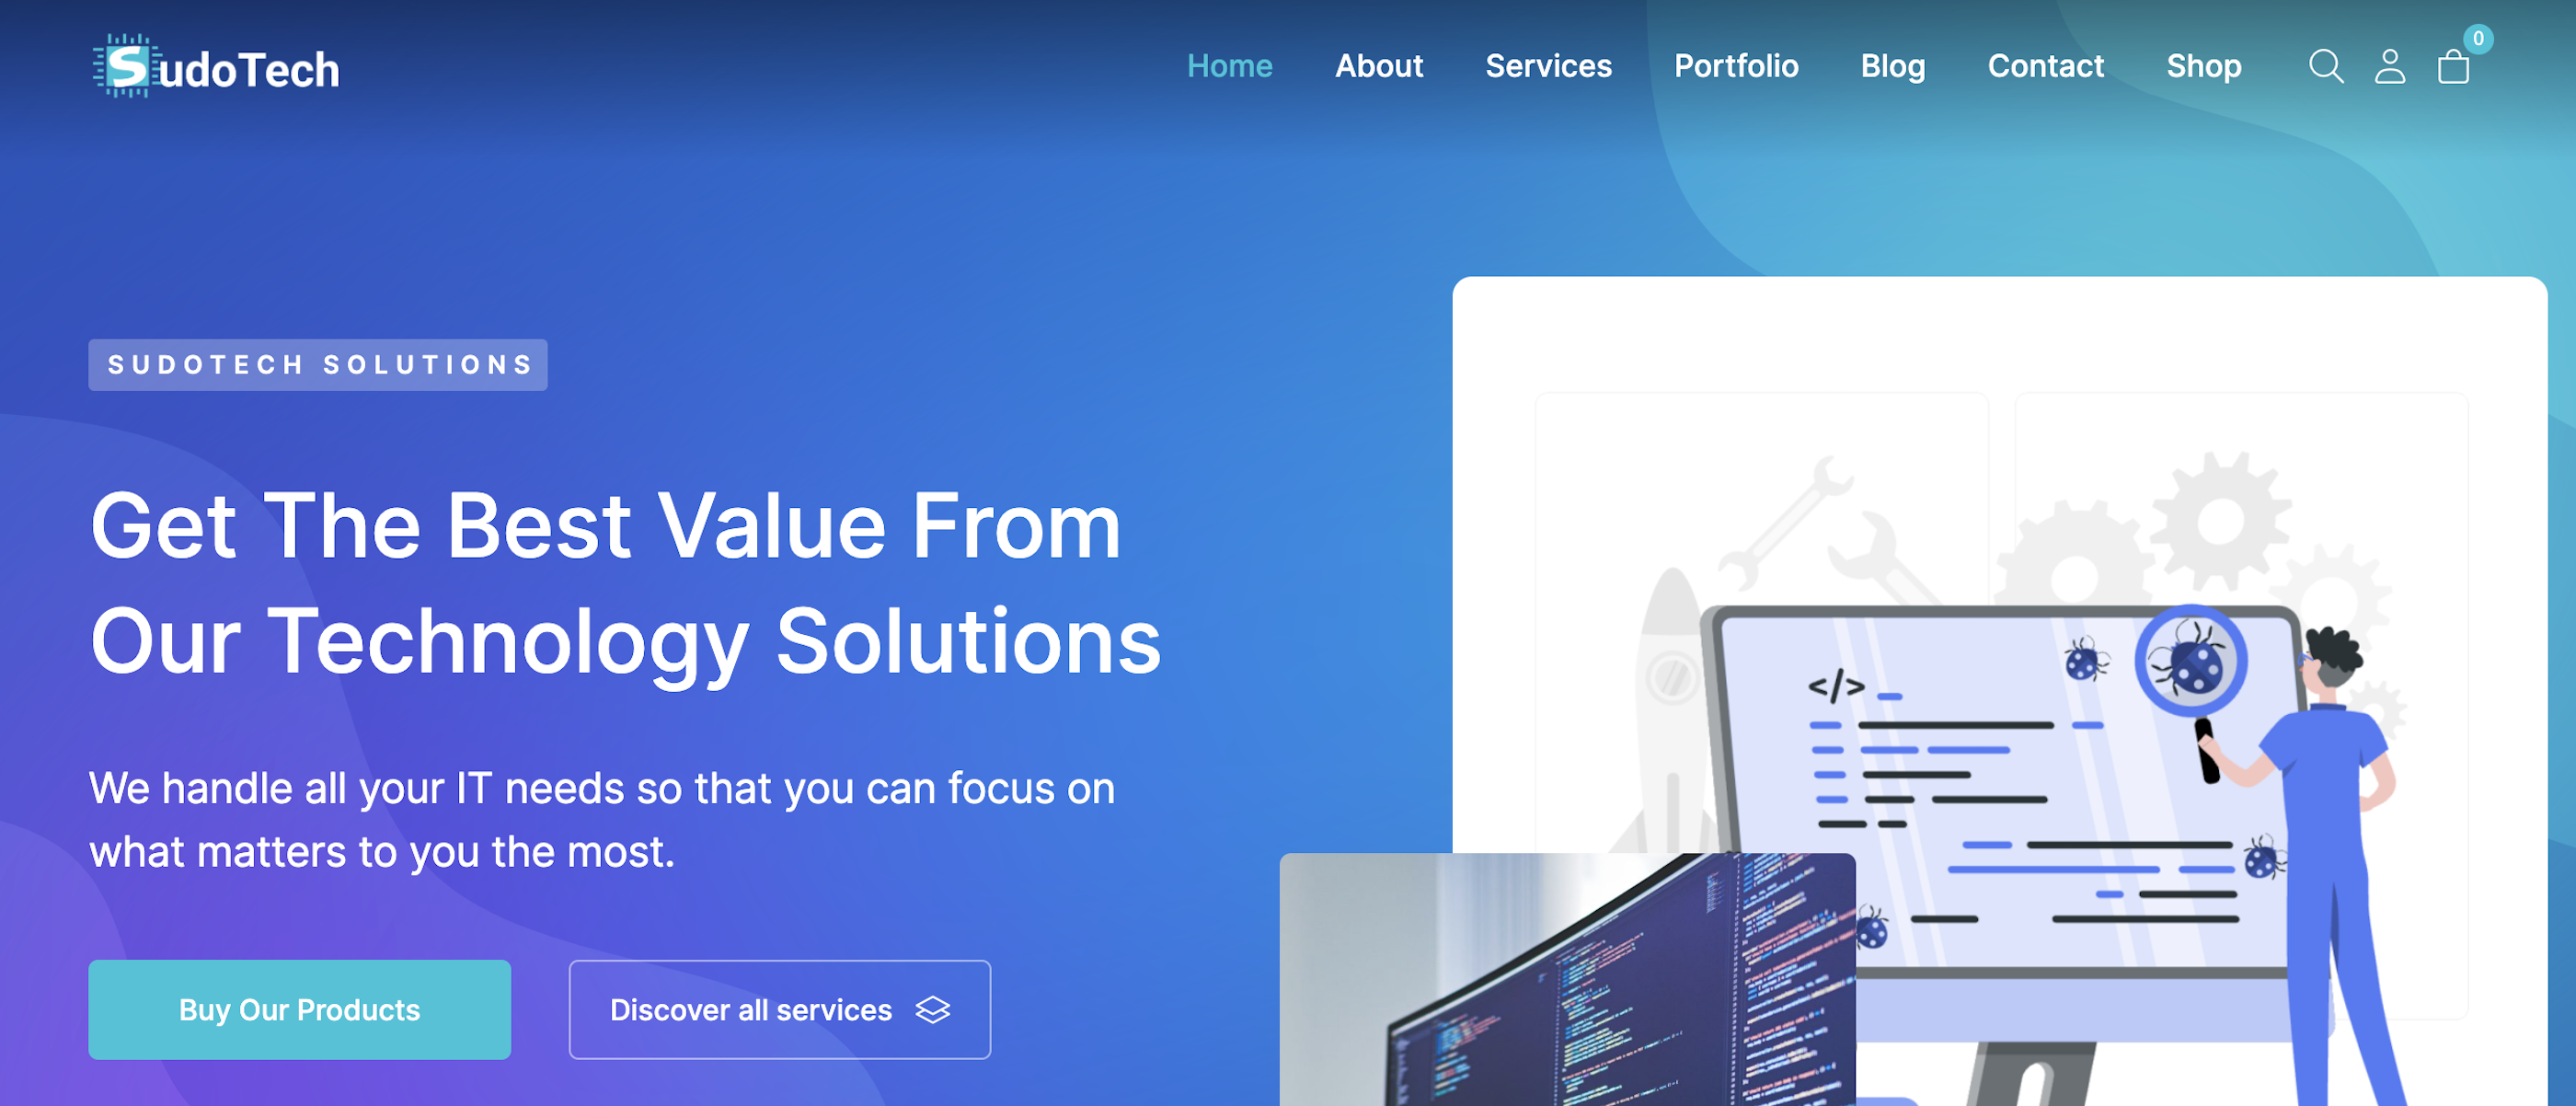 SudoTech
Home About Services Portfolio Blog Contact Shop 0
SUDOTECH SOLUTIONS
Get The Best Value From
Our Technology Solutions
We handle all your IT needs so that you can focus on
what matters to you the most.
Buy Our Products Discover all services
</>